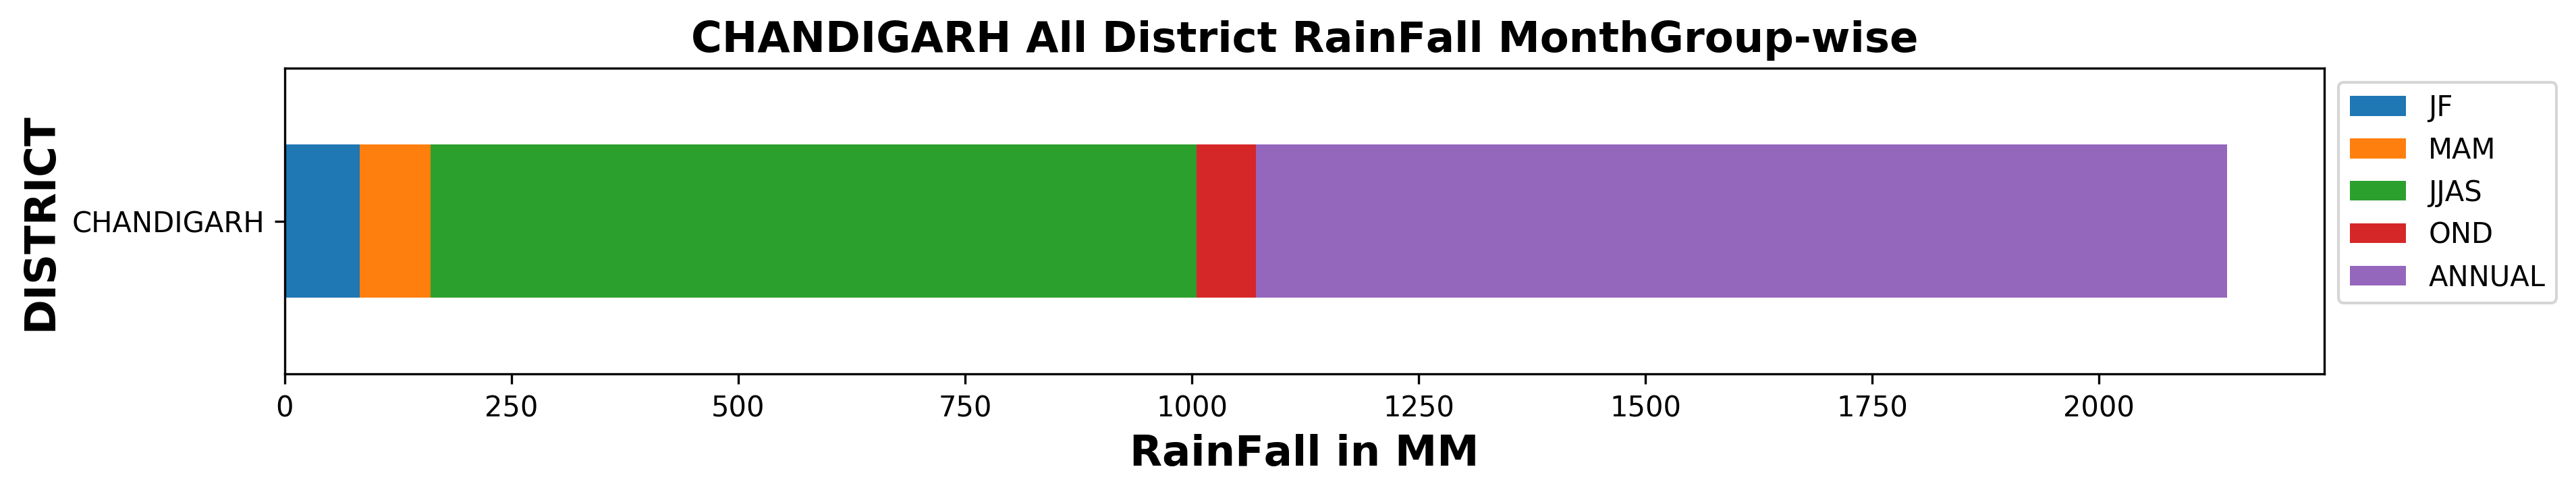 CHANDIGARH All District RainFall MonthGroup-wise
DISTRICT
CHANDIGARH
0 250 500 750 1000 1250 1500 1750 2000
RainFall in MM
JF
MAM
JJAS
OND
ANNUAL